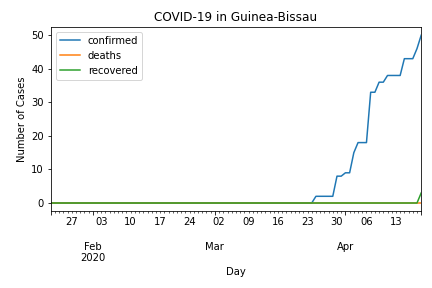 COVID-19 in Guinea-Bissau
confirmed
deaths
recovered
Number of Cases
50
40
30
20
10
0
27 03 10 17 24 02 09 16 23 30 06 13
Feb Mar Apr
2020
Day